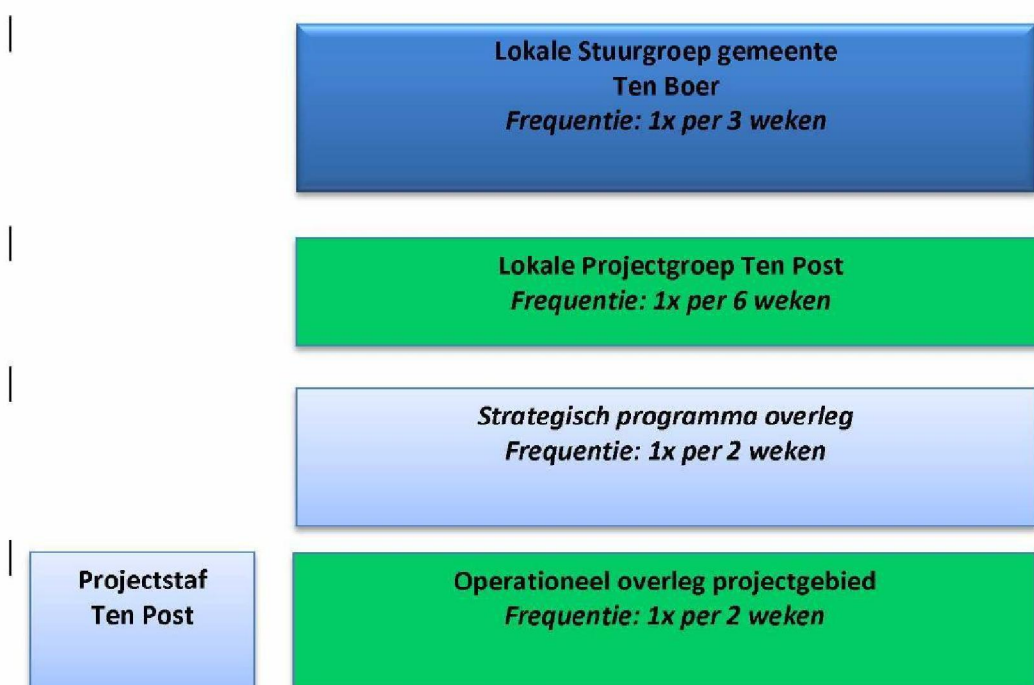 Lokale Stuurgroep gemeente
Ten Boer
Frequentie: 1x per 3 weken
Lokale Projectgroep Ten Post
Frequentie: 1x per 6 weken
Strategisch programma overleg
Frequentie: 1x per 2 weken
Projectstaf
Ten Post
Operationeel overleg projectgebied
Frequentie: 1x per 2 weken